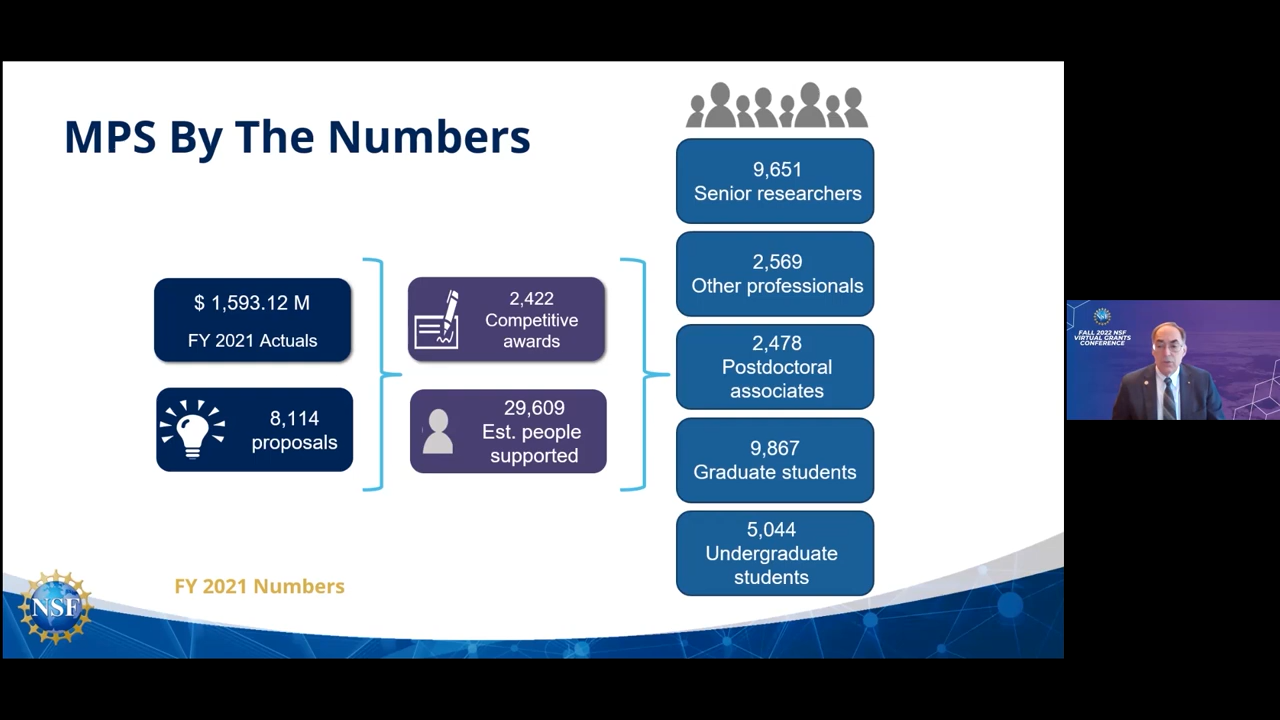 MPS By The Numbers
$ 1,593.12 M
FY 2021 Actuals
8,114
proposals
2,422
Competitive
awards
29,609
Est. people
supported
9,651
Senior researchers
2,569
Other professionals
2,478
Postdoctoral
associates
9,867
Graduate students
5,044
Undergraduate
students
FY 2021 Numbers
NSF
FALL 2022 NSF
VIRTUAL GRANTS
CONFERENCE